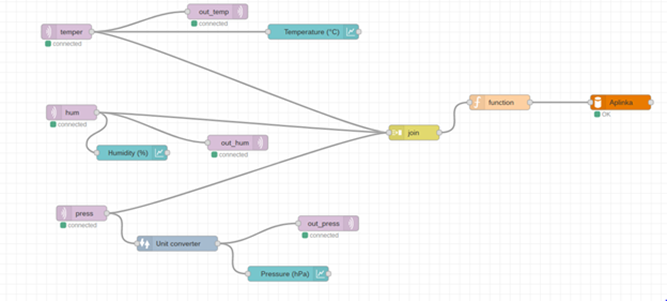 out_temp
connected
temper
connected
Temperature (°C)
function
Aplinka
OK
hum
connected
join
out_hum
connected
Humidity (%)
press
connected
out_press
connected
Unit converter
Pressure (hPa)